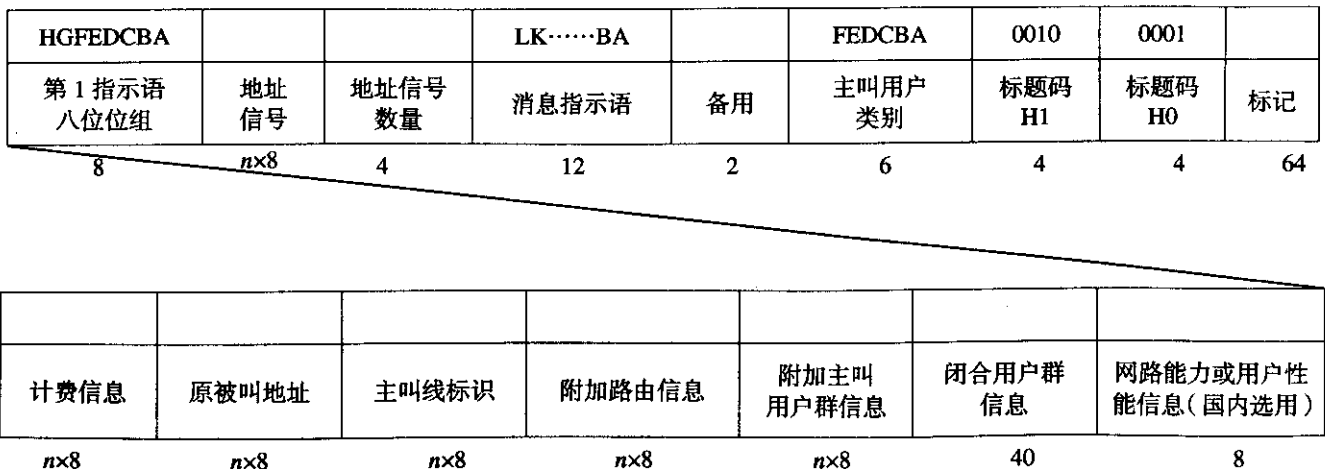 HGFEDCBA LK……BA FEDCBA 0010 0001
第1指示语 地址 地址信号 消息指示语 备用 主叫用户 标题码 标题码 标记
八位位组 信号 数量 类别 H1 H0
8 n×8 4 12 2 6 4 4 64
计费信息 原被叫地址 主叫线标识 附加路由信息 附加主叫 闭合用户群 网路能力或用户性
用户群信息 信息 能信息(国内选用)
n×8 n×8 n×8 n×8 n×8 40 8